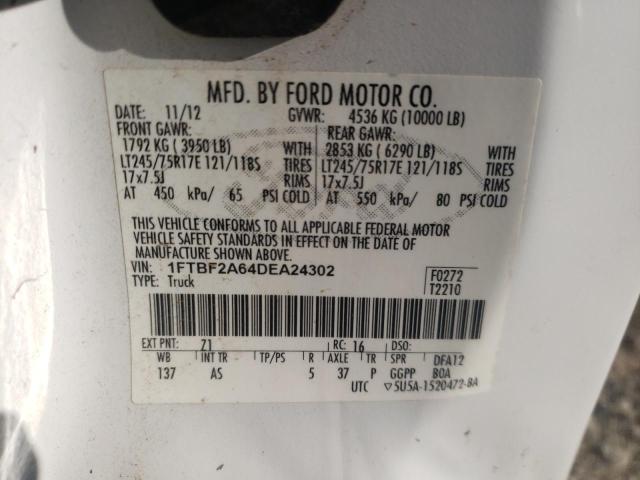 MFD. BY FORD MOTOR CO.
DATE: 11/12 GVWR: 4536 KG (10000 LB)
FRONT GAWR: REAR GAWR:
1792 KG ( 3950 LB) WITH 2853 KG ( 6290 LB) WITH
LT245/75R17E 121/118S TIRES LT245/75R17E 121/118S TIRES
17x7.5J RIMS 17x7.5J RIMS
AT 450 kPa/ 65 PSI COLD AT 550 kPa/ 80 PSI COLD
THIS VEHICLE CONFORMS TO ALL APPLICABLE FEDERAL MOTOR
VEHICLE SAFETY STANDARDS IN EFFECT ON THE DATE OF
MANUFACTURE SHOWN ABOVE.
VIN: 1FTBF2A64DEA24302 F0272
TYPE: Truck T2210
EXT PNT: Z1 RC: 16 DSO:
WB INT TR TP/PS R AXLE TR SPR DFA12
137 AS 5 37 P GGPP BOA
UTC ▽5U5A-1520472-BA
Ford